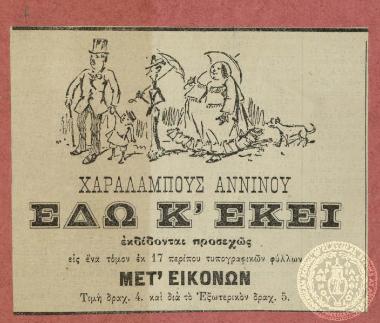 ΧΑΡΑΛΑΜΠΟΥΣ ΑΝΝΙΝΟΥ
ΕΔΩ Κ' ΕΚΕΙ
ἐκδίδονται προσεχῶς
εἰς ἕνα τόμον ἐκ 17 περίπου τυπογραφικῶν φύλλων
ΜΕΤ' ΕΙΚΟΝΩΝ
Τιμὴ δραχ. 4. καὶ διὰ τὸ Ἐξωτερικὸν δραχ. 5.